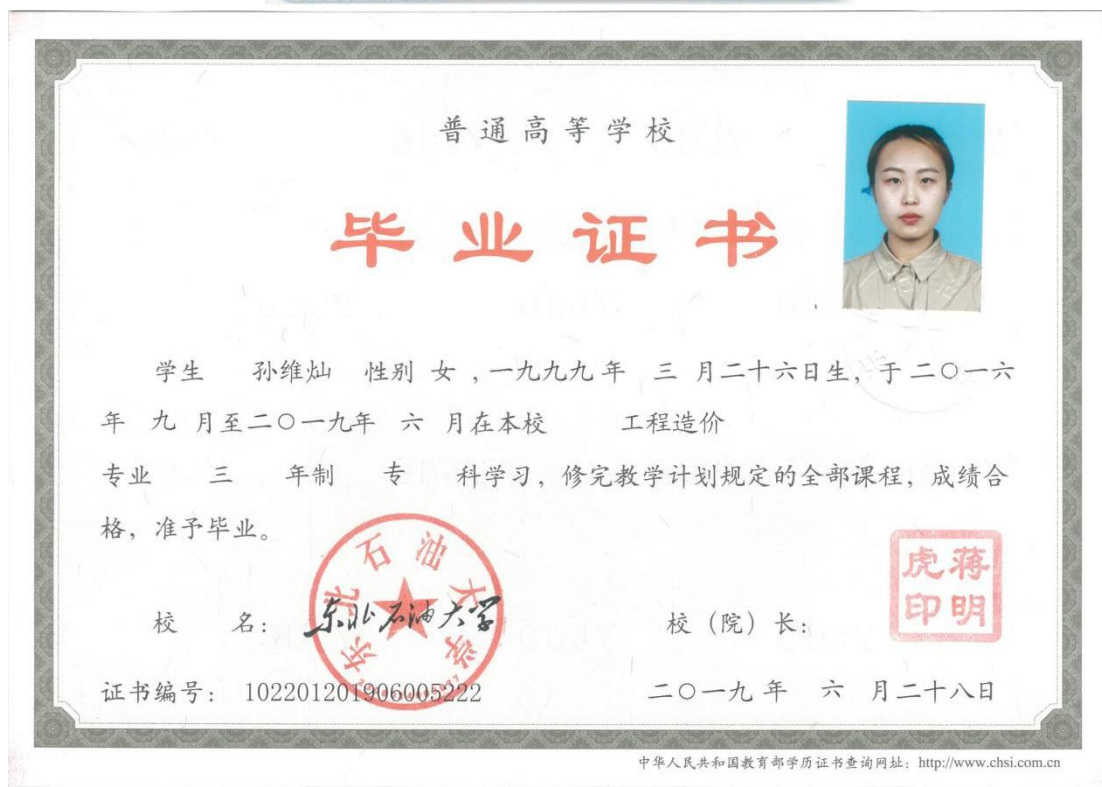 普通高等学校
毕业证书
学生 孙维灿 性别 女 ,一九九九年 三 月二十六日生, 于二〇一六
年 九 月至二〇一九年 六 月在本校 工程造价
专业 三 年制 专 科学习, 修完教学计划规定的全部课程, 成绩合
格, 准予毕业。
东北石油大学
校 名: 东北石油大学
校（院）长:
蒋明虎印
证书编号: 102201201906005222
二〇一九年 六 月二十八日
中华人民共和国教育部学历证书查询网址: http://www.chsi.com.cn